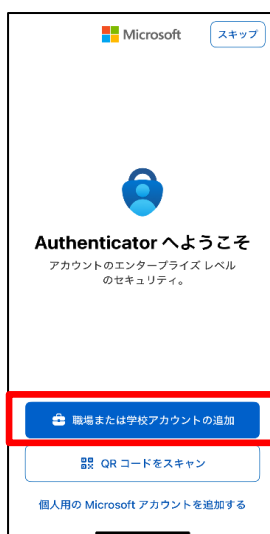 Microsoft
スキップ
Authenticator へようこそ
アカウントのエンタープライズ レベル
のセキュリティ。
職場または学校アカウントの追加
QR コードをスキャン
個人用の Microsoft アカウントを追加する